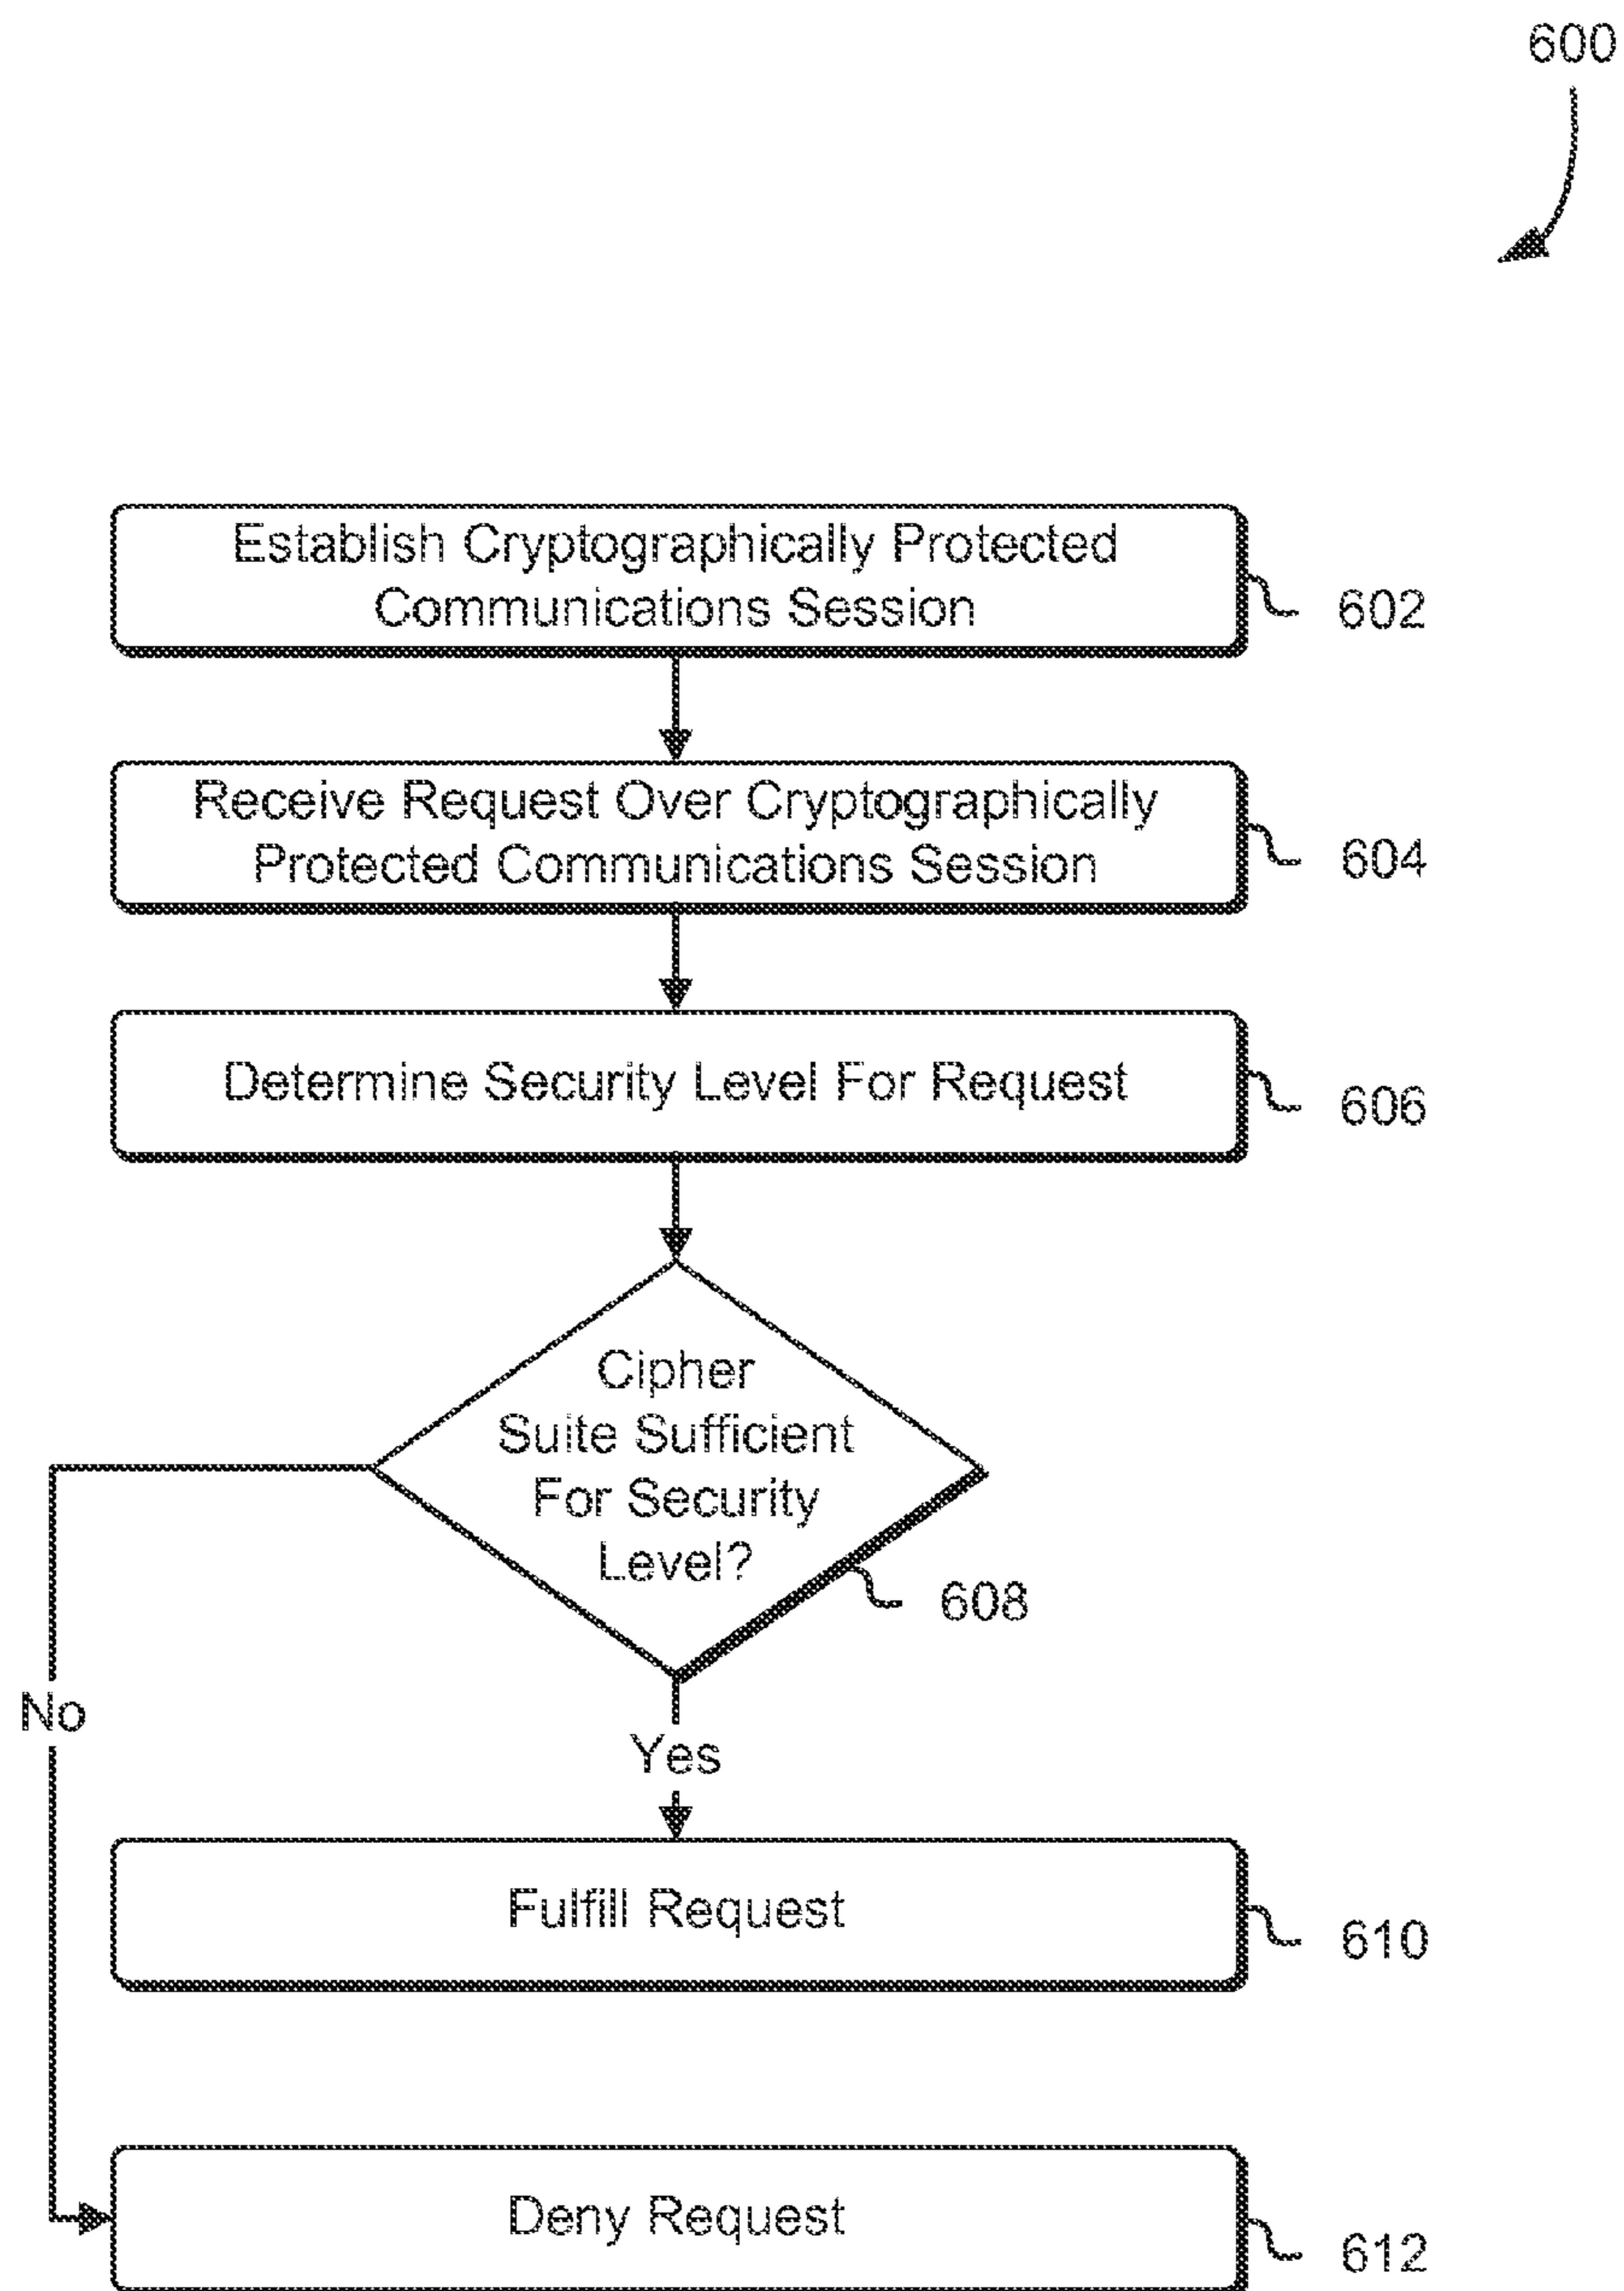 600
Establish Cryptographically Protected
Communications Session
602
Receive Request Over Cryptographically
Protected Communications Session
604
Determine Security Level For Request
606
Cipher
Suite Sufficient
For Security
Level?
608
No
Yes
Fulfill Request
610
Deny Request
612